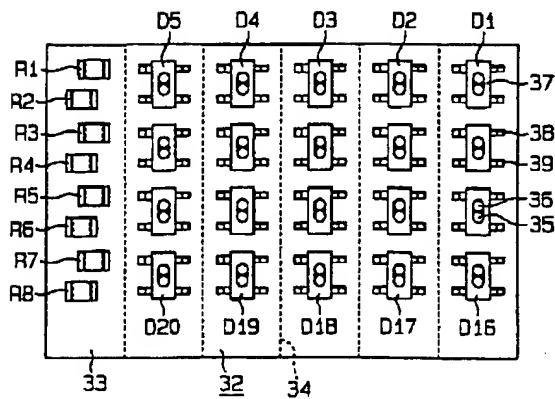 D5 D4 D3 D2 D1
R1
37
R2
R3
38
R4
39
R5
36
R6
35
R7
R8
D20 D19 D18 D17 D16
33 32 34